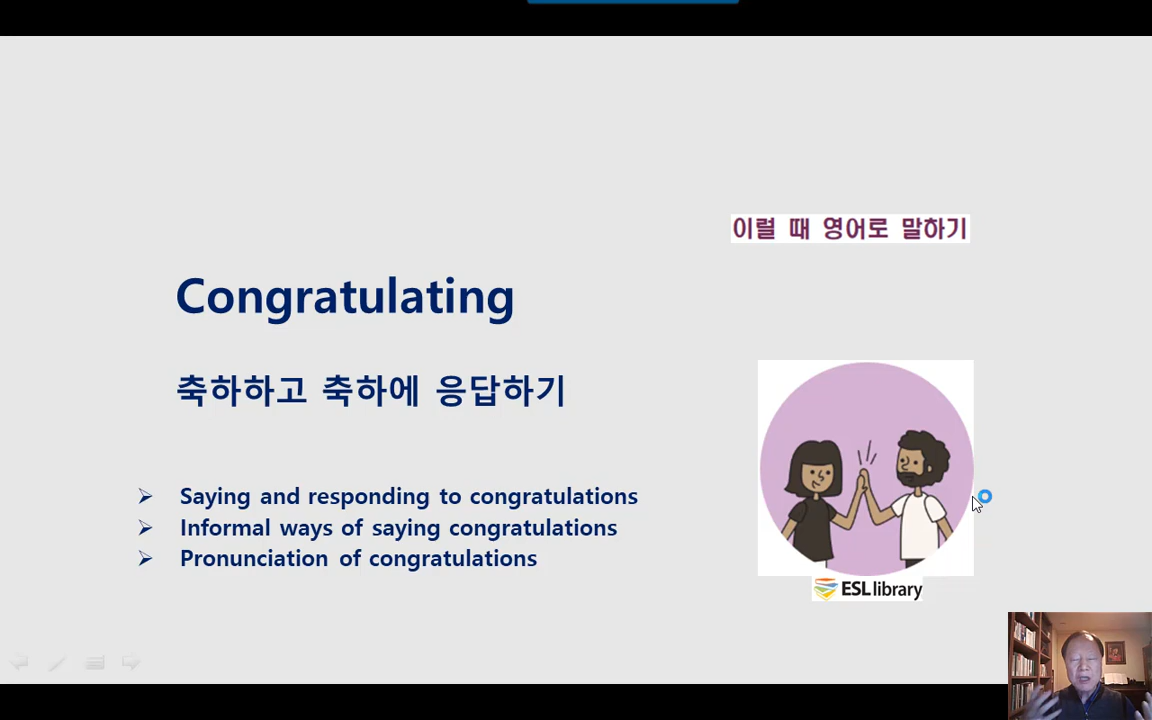 이럴 때 영어로 말하기
Congratulating
축하하고 축하에 응답하기
Saying and responding to congratulations
Informal ways of saying congratulations
Pronunciation of congratulations
ESL library